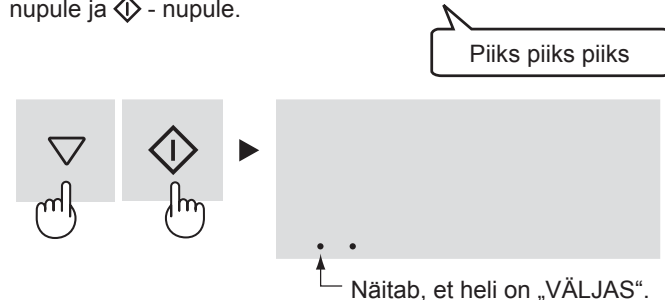 nupule ja - nupule.
Piiks piiks piiks
Näitab, et heli on „VÄLJAS“.